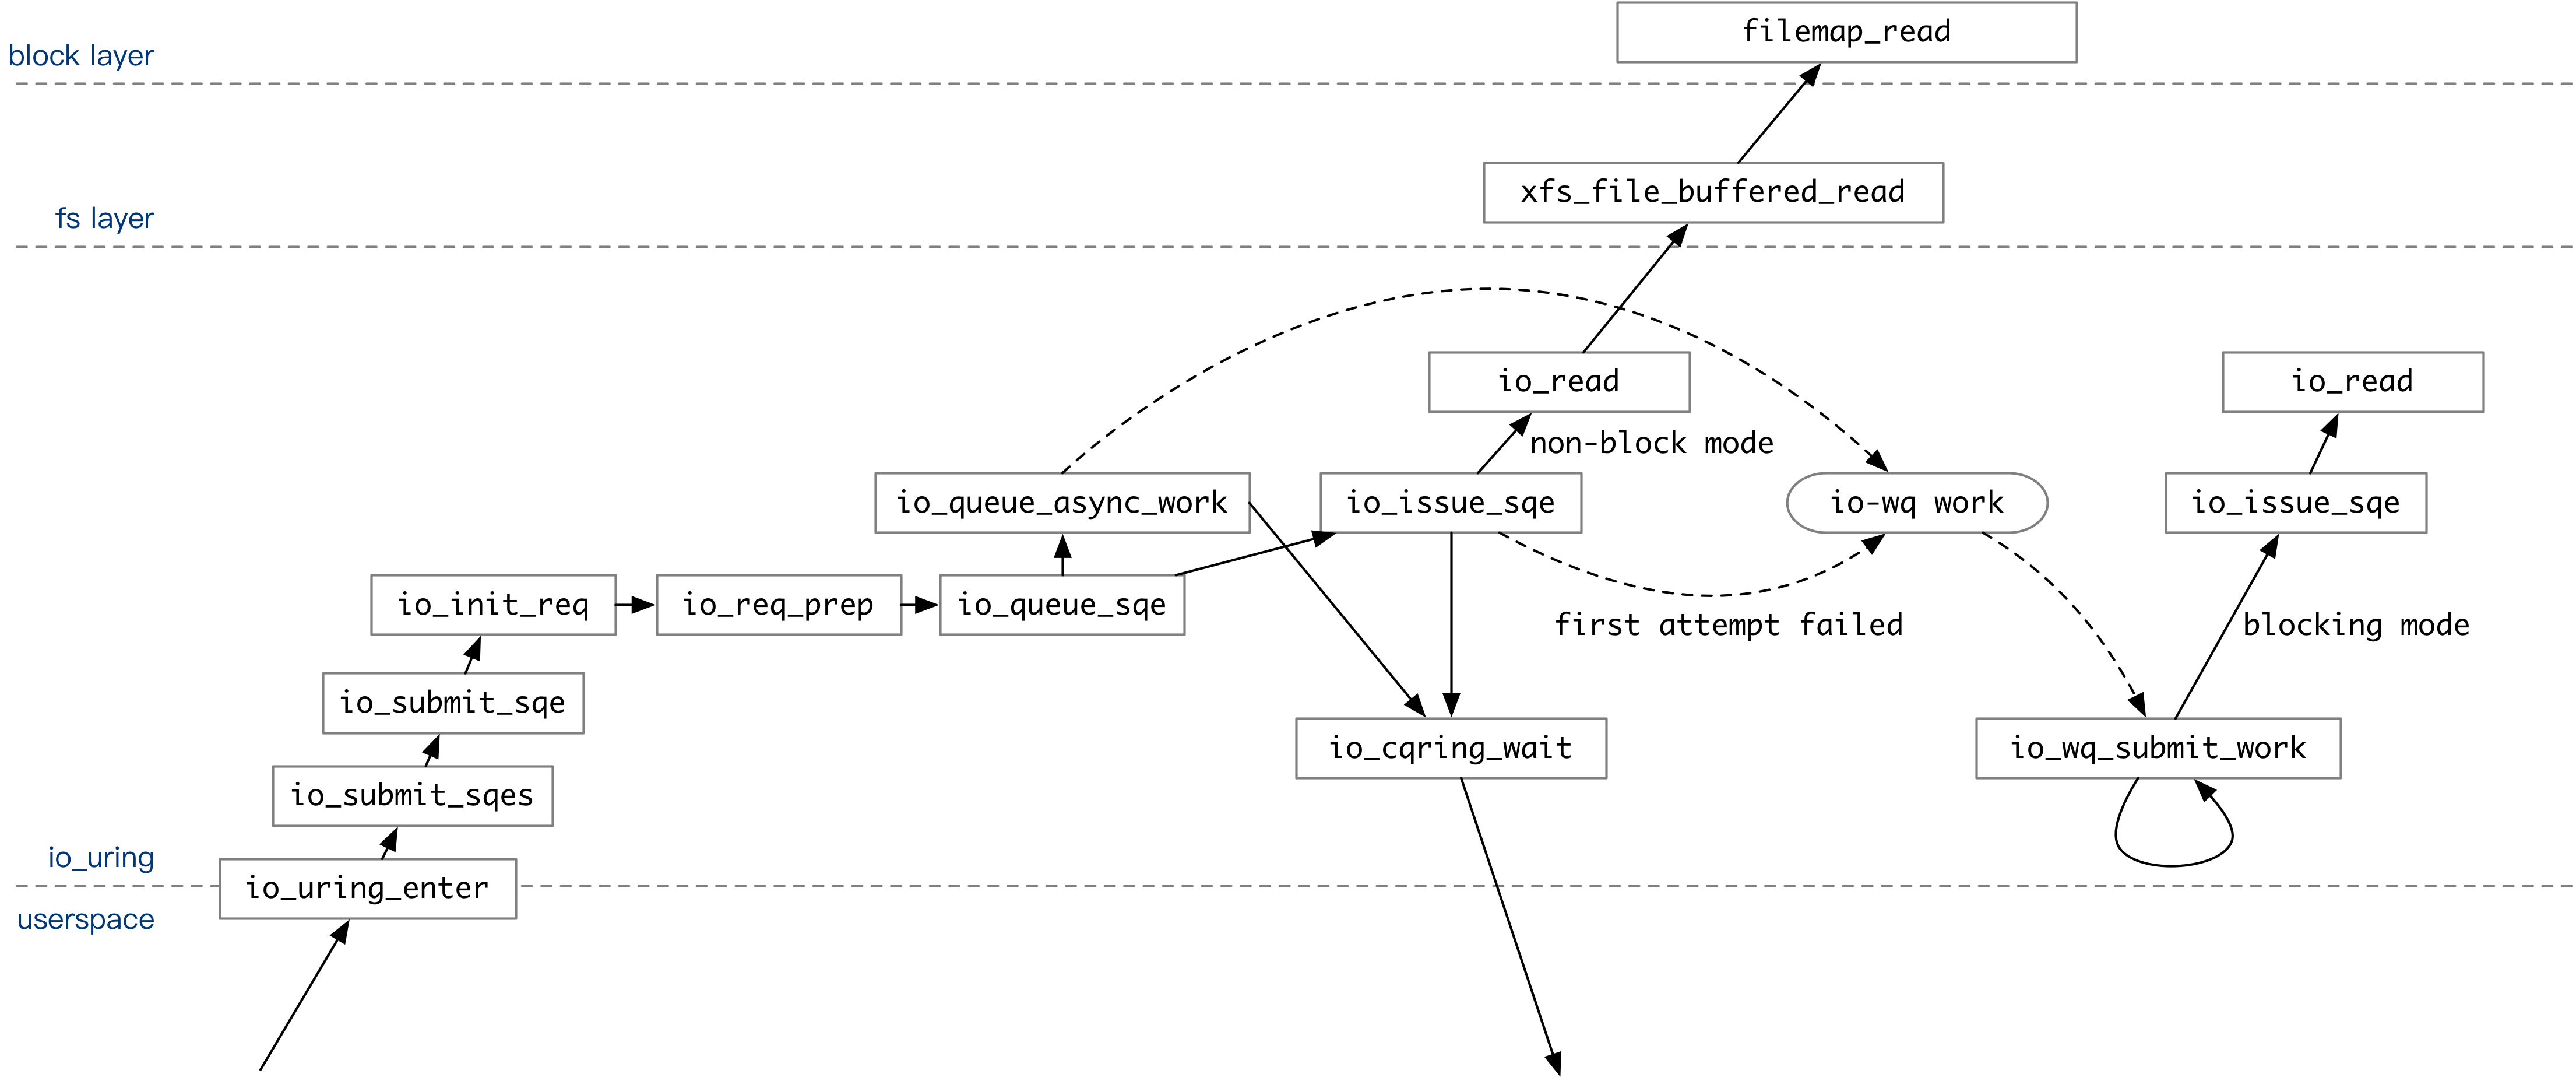 filemap_read
block layer
xfs_file_buffered_read
fs layer
io_read
io_read
non-block mode
io_queue_async_work
io_issue_sqe
io-wq work
io_issue_sqe
io_init_req
io_req_prep
io_queue_sqe
first attempt failed
blocking mode
io_submit_sqe
io_cqring_wait
io_wq_submit_work
io_submit_sqes
io_uring
io_uring_enter
userspace